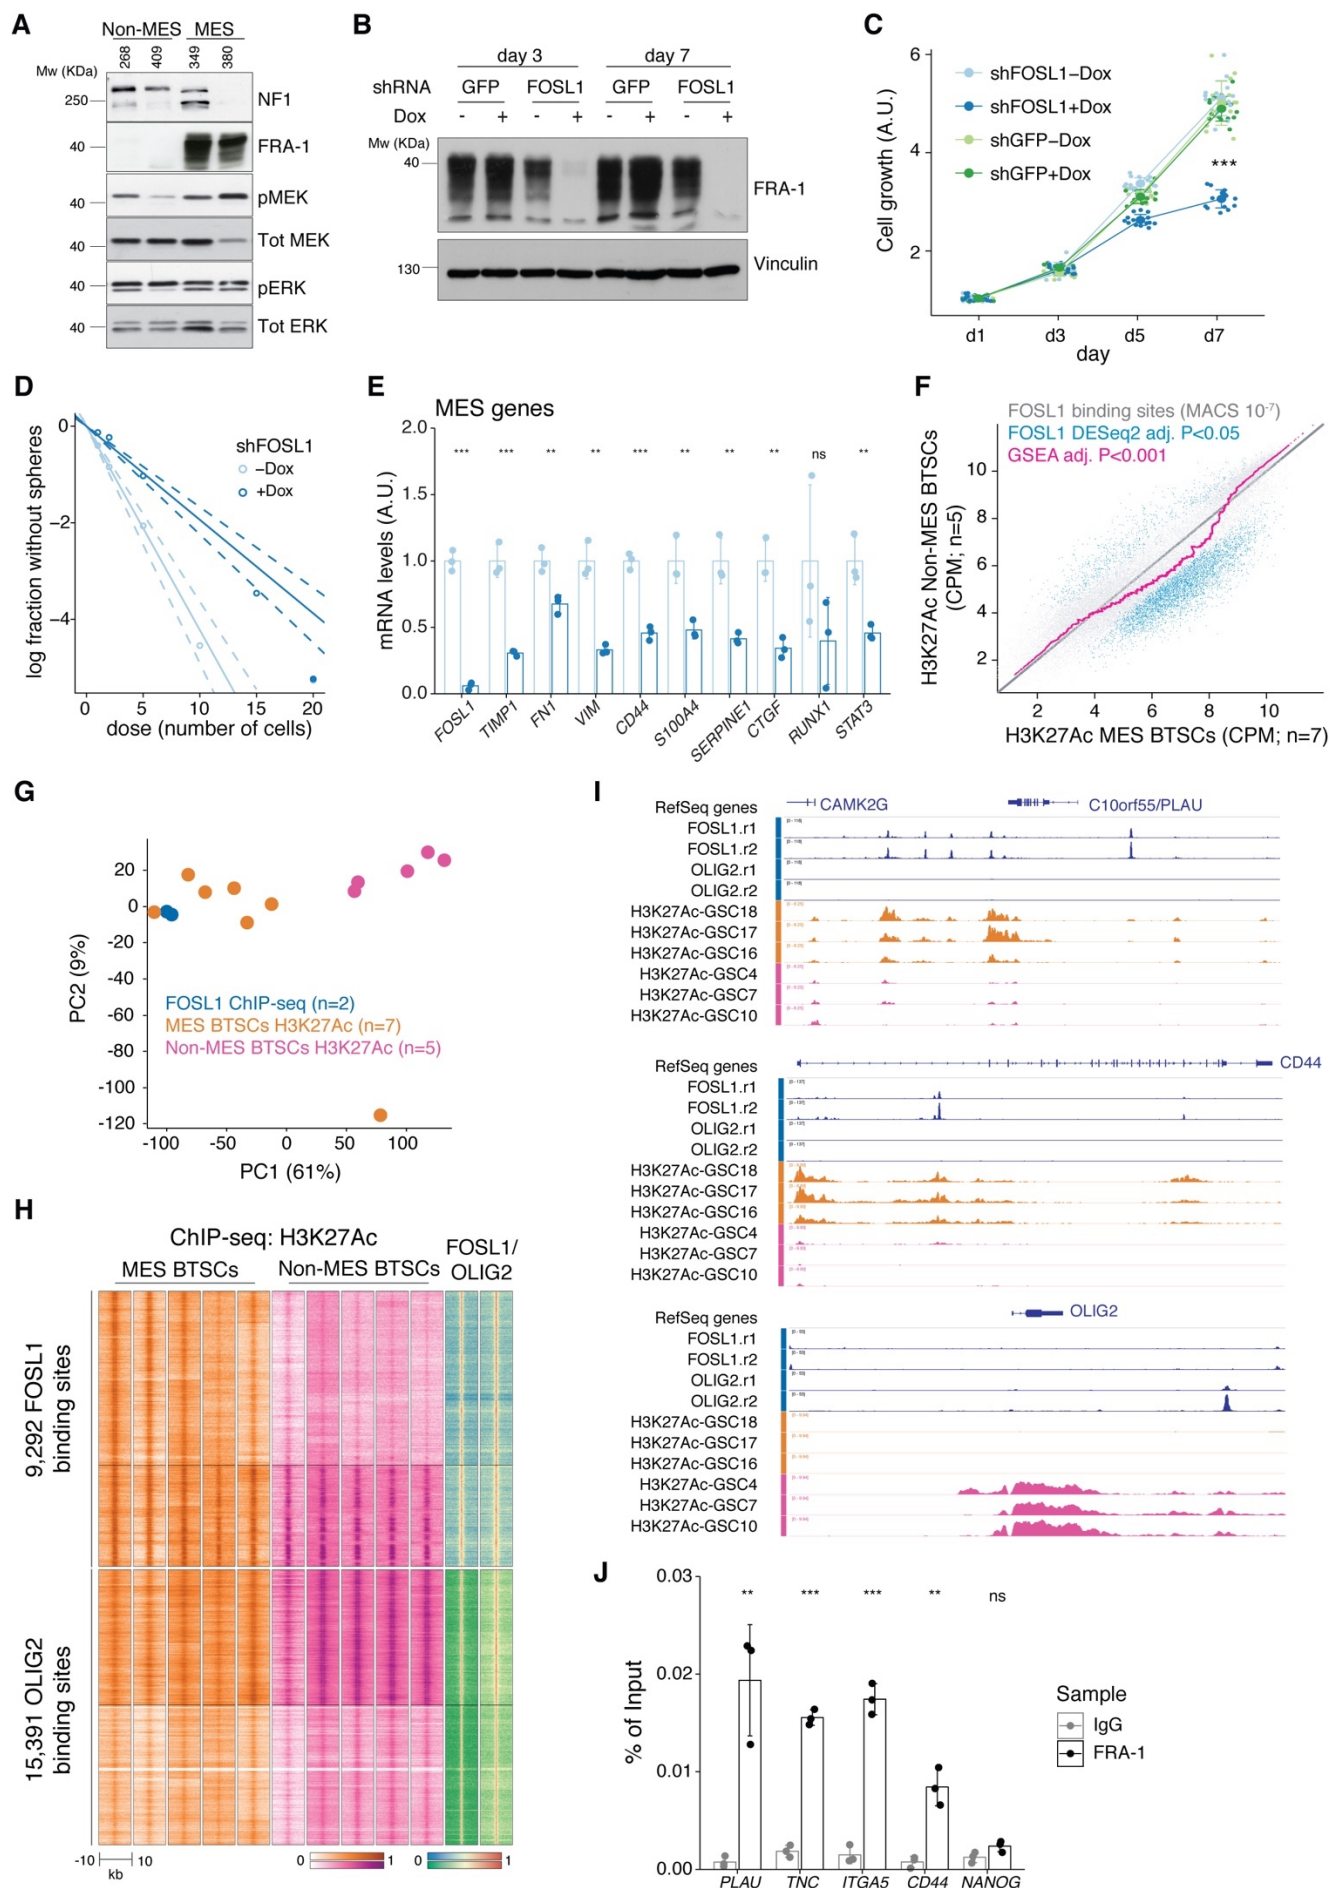 A
Non-MES MES
268 409 349 380
Mw (KDa)
250 NF1
40 FRA-1
40 pMEK
40 Tot MEK
40 pERK
40 Tot ERK
B
day 3 day 7
shRNA GFP FOSL1 GFP FOSL1
Dox - + - + - + - +
Mw (KDa)
40
FRA-1
130 Vinculin
C
6
4
2
Cell growth (A.U.)
shFOSL1–Dox
shFOSL1+Dox
shGFP–Dox
shGFP+Dox
***
d1 d3 d5 d7
day
D
0
−2
−4
log fraction without spheres
shFOSL1
–Dox
+Dox
0 5 10 15 20
dose (number of cells)
E
MES genes
2.0
1.5
1.0
0.5
0.0
mRNA levels (A.U.)
*** *** ** ** *** ** ** ** ns **
FOSL1 TIMP1 FN1 VIM CD44 S100A4 SERPINE1 CTGF RUNX1 STAT3
F
FOSL1 binding sites (MACS 10-7)
FOSL1 DESeq2 adj. P<0.05
GSEA adj. P<0.001
10
8
6
4
2
H3K27Ac Non-MES BTSCs
(CPM; n=5)
2 4 6 8 10
H3K27Ac MES BTSCs (CPM; n=7)
G
20
0
-20
-40
-60
-80
-100
-120
PC2 (9%)
FOSL1 ChIP-seq (n=2)
MES BTSCs H3K27Ac (n=7)
Non-MES BTSCs H3K27Ac (n=5)
-100 -50 0 50 100
PC1 (61%)
H
ChIP-seq: H3K27Ac
MES BTSCs Non-MES BTSCs
FOSL1/
OLIG2
9,292 FOSL1
binding sites
15,391 OLIG2
binding sites
-10 10
kb
0 1 0 1
I
RefSeq genes CAMK2G C10orf55/PLAU
FOSL1.r1
FOSL1.r2
OLIG2.r1
OLIG2.r2
H3K27Ac-GSC18
H3K27Ac-GSC17
H3K27Ac-GSC16
H3K27Ac-GSC4
H3K27Ac-GSC7
H3K27Ac-GSC10
RefSeq genes CD44
FOSL1.r1
FOSL1.r2
OLIG2.r1
OLIG2.r2
H3K27Ac-GSC18
H3K27Ac-GSC17
H3K27Ac-GSC16
H3K27Ac-GSC4
H3K27Ac-GSC7
H3K27Ac-GSC10
RefSeq genes OLIG2
FOSL1.r1
FOSL1.r2
OLIG2.r1
OLIG2.r2
H3K27Ac-GSC18
H3K27Ac-GSC17
H3K27Ac-GSC16
H3K27Ac-GSC4
H3K27Ac-GSC7
H3K27Ac-GSC10
J
0.03
0.02
0.01
0.00
% of Input
** *** *** ** ns
PLAU TNC ITGA5 CD44 NANOG
Sample
IgG
FRA-1